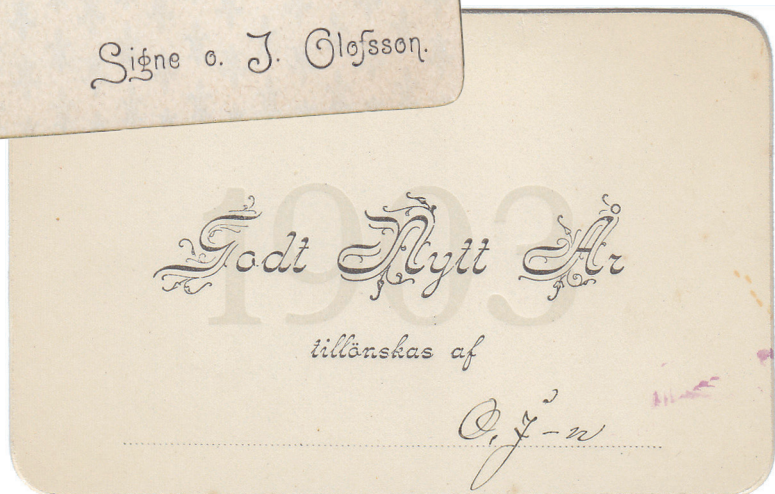 Signe o. J. Olofsson.
1903
Godt Nytt År
tillönskas af
O. J-n